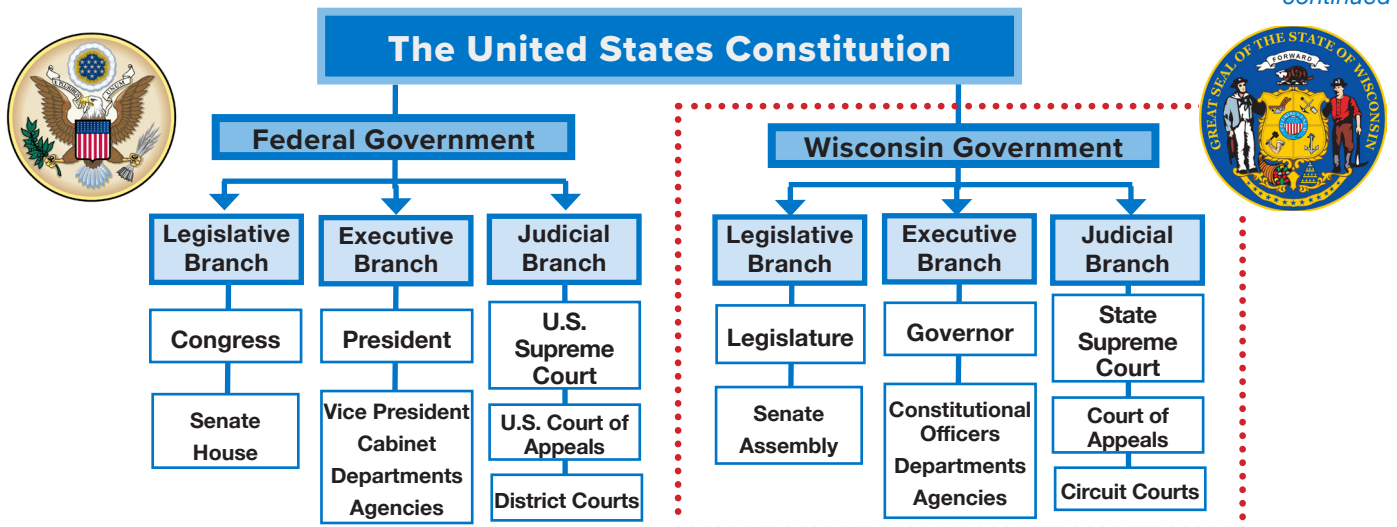 continued
The United States Constitution
E PLURIBUS UNUM
GREAT SEAL OF THE STATE OF WISCONSIN
FORWARD
Federal Government
Wisconsin Government
Legislative
Branch
Executive
Branch
Judicial
Branch
Legislative
Branch
Executive
Branch
Judicial
Branch
Congress
President
U.S.
Supreme
Court
Legislature
Governor
State
Supreme
Court
Senate
House
Vice President
Cabinet
Departments
Agencies
U.S. Court of
Appeals
District Courts
Senate
Assembly
Constitutional
Officers
Departments
Agencies
Court of
Appeals
Circuit Courts